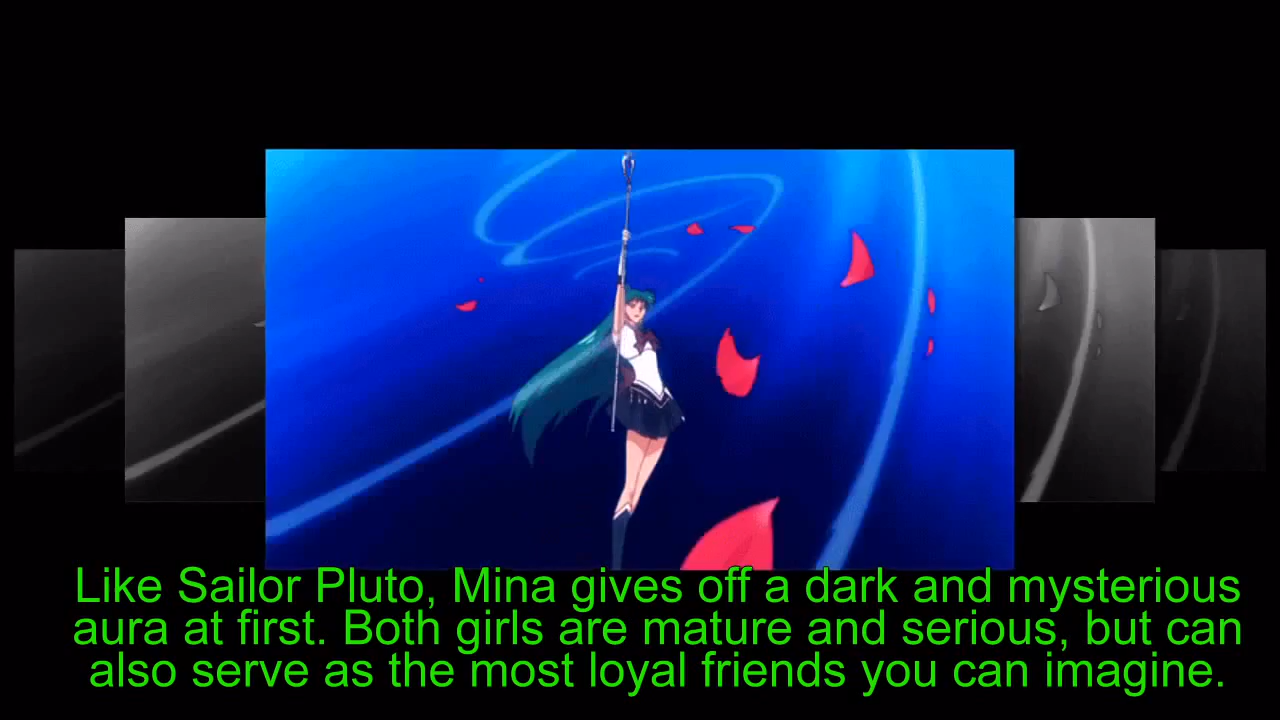 Like Sailor Pluto, Mina gives off a dark and mysterious
aura at first. Both girls are mature and serious, but can
also serve as the most loyal friends you can imagine.